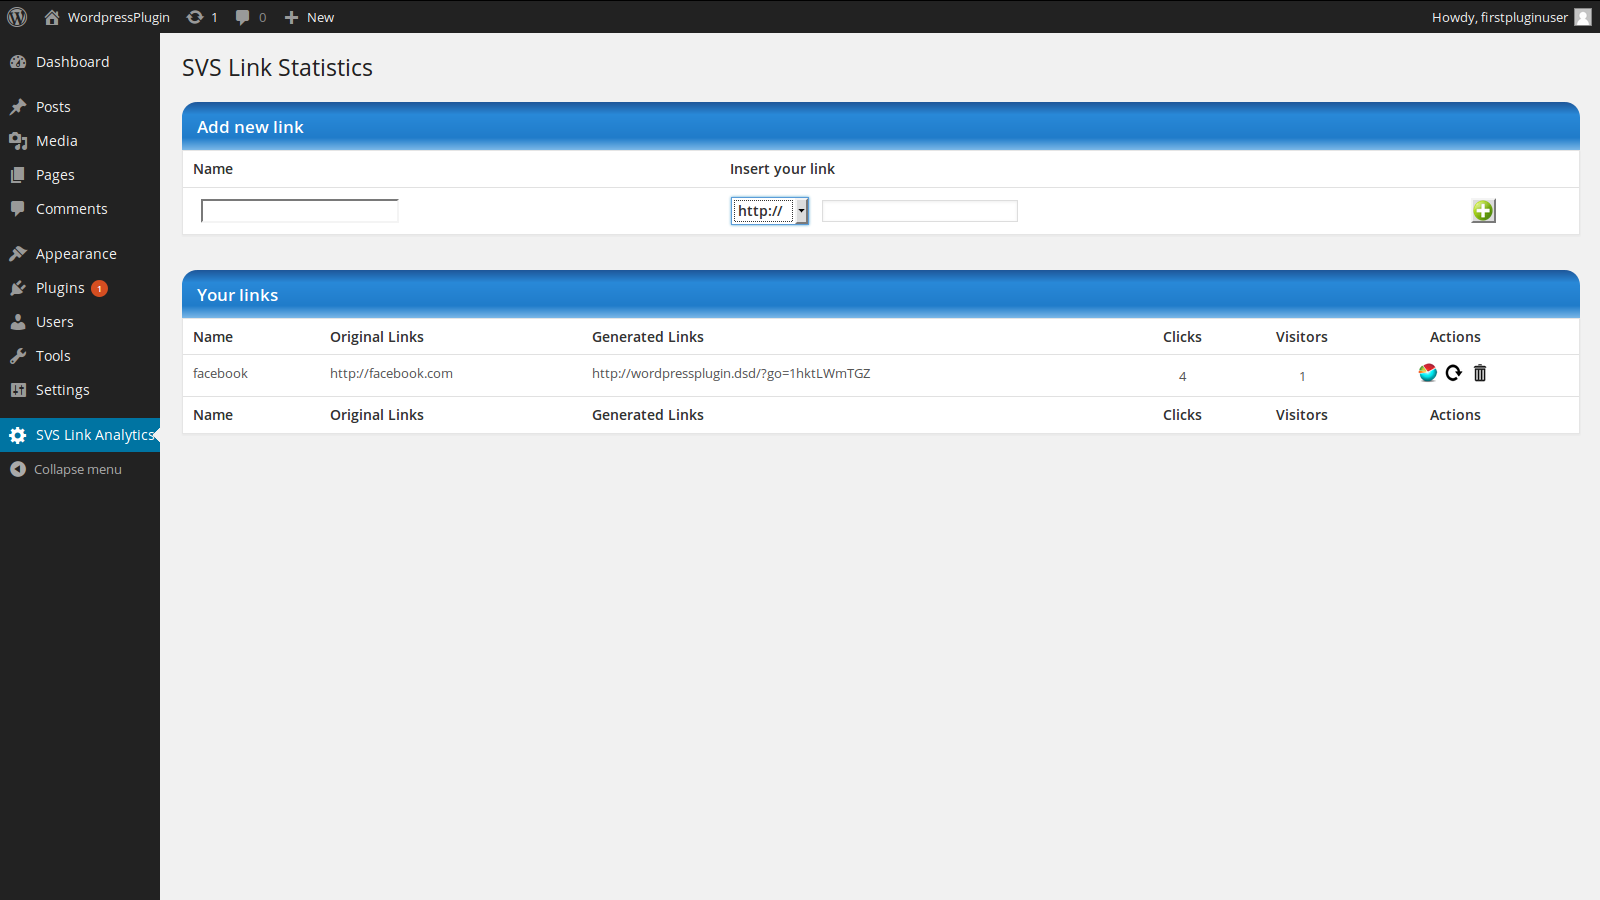 WordpressPlugin 1 0 New Howdy, firstpluginuser
Dashboard
Posts
Media
Pages
Comments
Appearance
Plugins 1
Users
Tools
Settings
SVS Link Analytics
Collapse menu
SVS Link Statistics
Add new link
Name Insert your link
http://
Your links
Name Original Links Generated Links Clicks Visitors Actions
facebook http://facebook.com http://wordpressplugin.dsd/?go=1hktLWmTGZ 4 1
Name Original Links Generated Links Clicks Visitors Actions